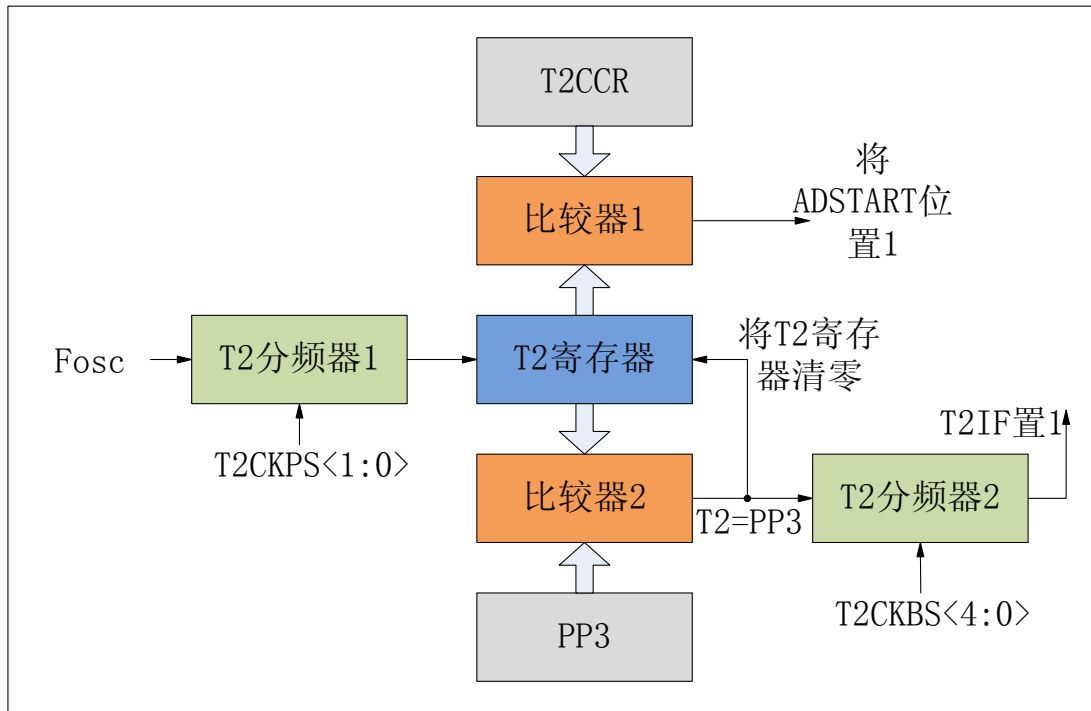 T2CCR
比较器1
将
ADSTART位
置1
Fosc
T2分频器1
T2寄存器
将T2寄存
器清零
T2CKPS<1:0>
T2IF置1
比较器2
T2=PP3
T2分频器2
PP3
T2CKBS<4:0>